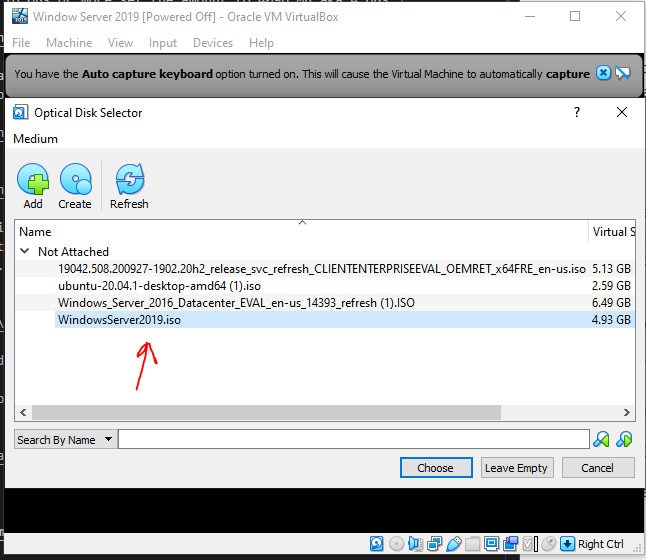 Window Server 2019 [Powered Off] - Oracle VM VirtualBox
File Machine View Input Devices Help
You have the Auto capture keyboard option turned on. This will cause the Virtual Machine to automatically capture
Optical Disk Selector
Medium
Add Create Refresh
Name Virtual S
Not Attached
19042.508.200927-1902.20h2_release_svc_refresh_CLIENTENTERPRISEEVAL_OEMRET_x64FRE_en-us.iso 5.13 GB
ubuntu-20.04.1-desktop-amd64 (1).iso 2.59 GB
Windows_Server_2016_Datacenter_EVAL_en-us_14393_refresh (1).ISO 6.49 GB
WindowsServer2019.iso 4.93 GB
Search By Name
Choose Leave Empty Cancel
Right Ctrl